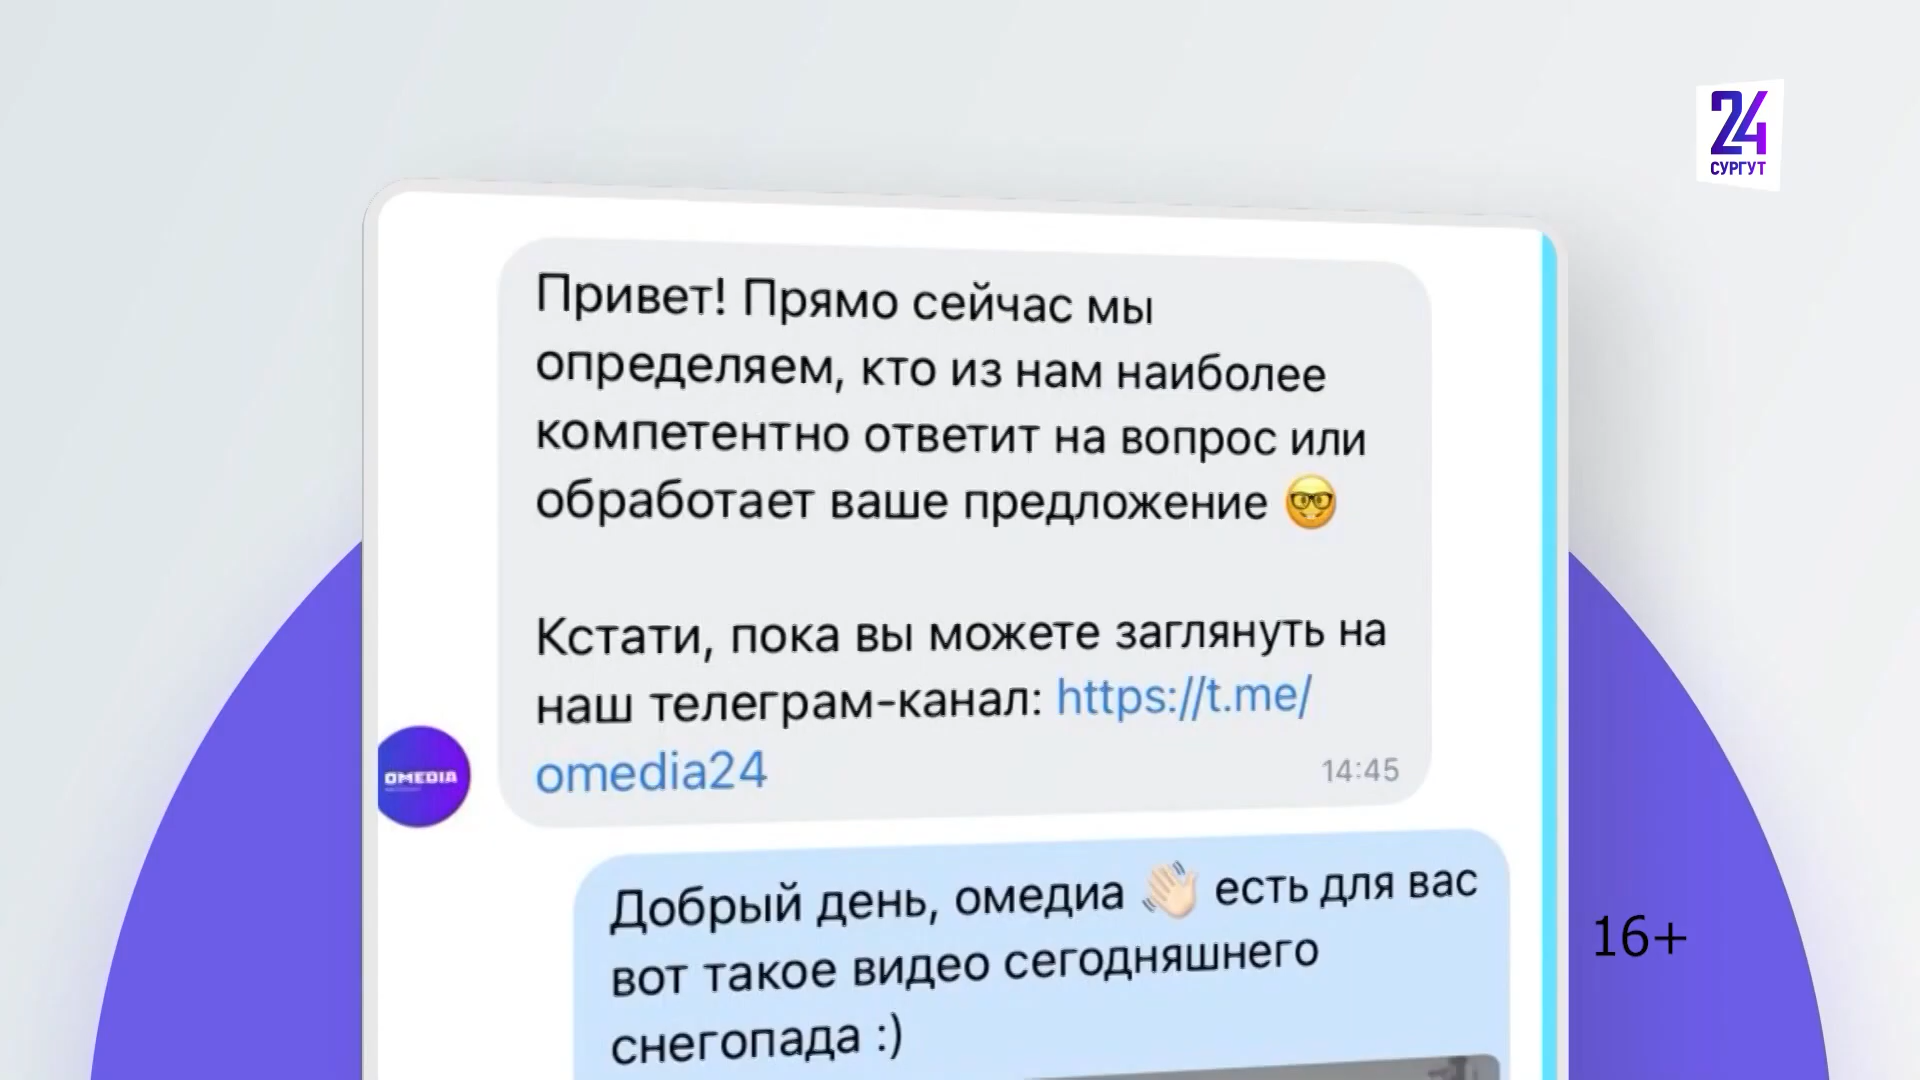 24
СУРГУТ
Привет! Прямо сейчас мы
определяем, кто из нам наиболее
компетентно ответит на вопрос или
обработает ваше предложение 🤓
Кстати, пока вы можете заглянуть на
наш телеграм-канал: https://t.me/
omedia24
14:45
OMEDIA
Добрый день, омедиа 👋🏻 есть для вас
вот такое видео сегодняшнего
снегопада :)
16+